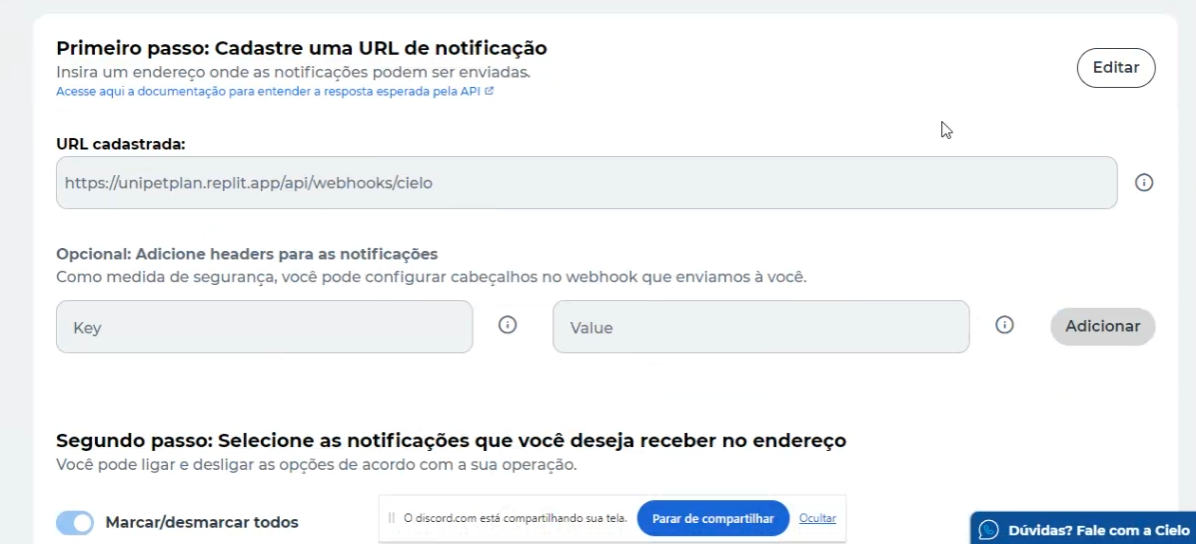 Primeiro passo: Cadastre uma URL de notificação
Insira um endereço onde as notificações podem ser enviadas.
Editar
Acesse aqui a documentação para entender a resposta esperada pela API
URL cadastrada:
https://unipetplan.replit.app/api/webhooks/cielo
Opcional: Adicione headers para as notificações
Como medida de segurança, você pode configurar cabeçalhos no webhook que enviamos à você.
Key
Value
Adicionar
Segundo passo: Selecione as notificações que você deseja receber no endereço
Você pode ligar e desligar as opções de acordo com a sua operação.
Marcar/desmarcar todos
O discord.com está compartilhando sua tela.
Parar de compartilhar
Ocultar
Dúvidas? Fale com a Cielo